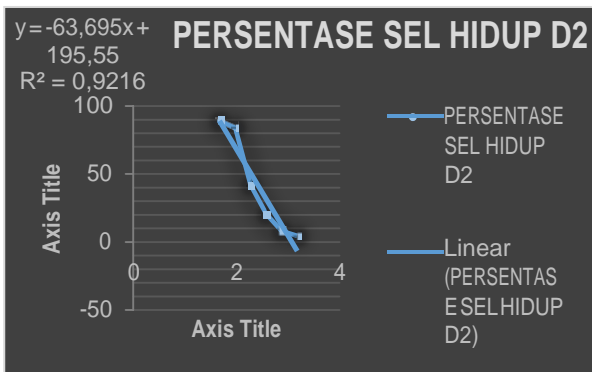 y=-63,695x+
195,55
R² = 0,9216
PERSENTASE SEL HIDUP D2
100
50
0
-50
0
2
4
Axis Title
Axis Title
PERSENTASE
SEL HIDUP
D2
Linear
(PERSENTAS
E SEL HIDUP
D2)